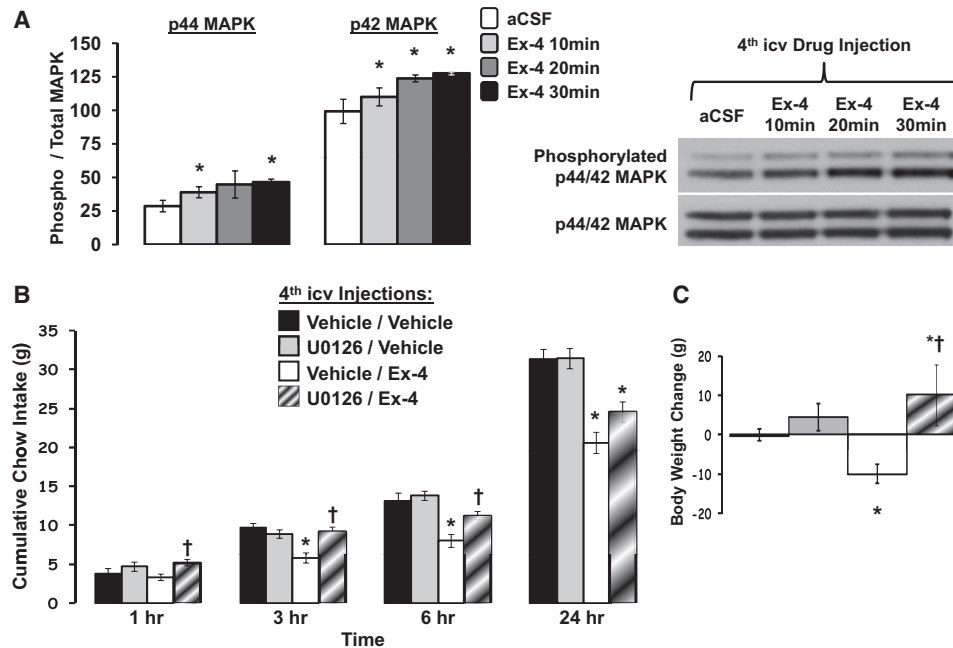 A
p44 MAPK
p42 MAPK
Phospho / Total MAPK
150
125
100
75
50
25
0
*
*
*
*
*
aCSF
Ex-4 10min
Ex-4 20min
Ex-4 30min
4th icv Drug Injection
aCSF
Ex-4 10min
Ex-4 20min
Ex-4 30min
Phosphorylated
p44/42 MAPK
p44/42 MAPK
B
4th icv Injections:
Vehicle / Vehicle
U0126 / Vehicle
Vehicle / Ex-4
U0126 / Ex-4
Cumulative Chow Intake (g)
35
30
25
20
15
10
5
0
†
*
†
*
†
*
*
1 hr
3 hr
6 hr
24 hr
Time
C
Body Weight Change (g)
20
10
0
-10
-20
*
*†